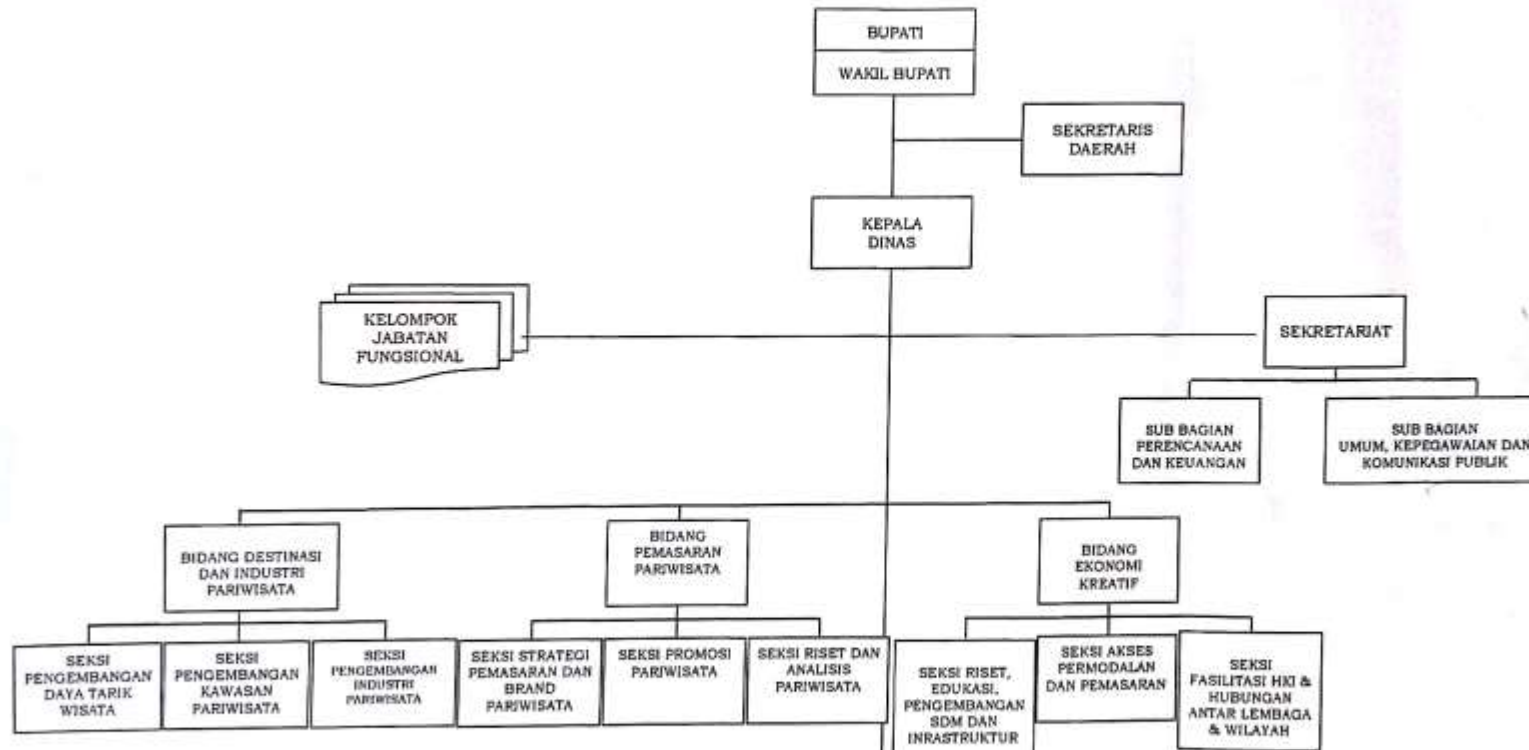 BUPATI
WAKIL BUPATI
SEKRETARIS
DAERAH
KEPALA
DINAS
KELOMPOK
JABATAN
FUNGSIONAL
SEKRETARIAT
SUB BAGIAN
PERENCANAAN
DAN KEUANGAN
SUB BAGIAN
UMUM, KEPEGAWAIAN DAN
KOMUNIKASI PUBLIK
BIDANG DESTINASI
DAN INDUSTRI
PARIWISATA
BIDANG
PEMASARAN
PARIWISATA
BIDANG
EKONOMI
KREATIF
SEKSI
PENGEMBANGAN
DAYA TARIK
WISATA
SEKSI
PENGEMBANGAN
KAWASAN
PARIWISATA
SEKSI
PENGEMBANGAN
INDUSTRI
PARIWISATA
SEKSI STRATEGI
PEMASARAN DAN
BRAND
PARIWISATA
SEKSI PROMOSI
PARIWISATA
SEKSI RISET DAN
ANALISIS
PARIWISATA
SEKSI RISET,
EDUKASI,
PENGEMBANGAN
SDM DAN
INRASTRUKTUR
SEKSI AKSES
PERMODALAN
DAN PEMASARAN
SEKSI
FASILITASI HKI &
HUBUNGAN
ANTAR LEMBAGA
& WILAYAH